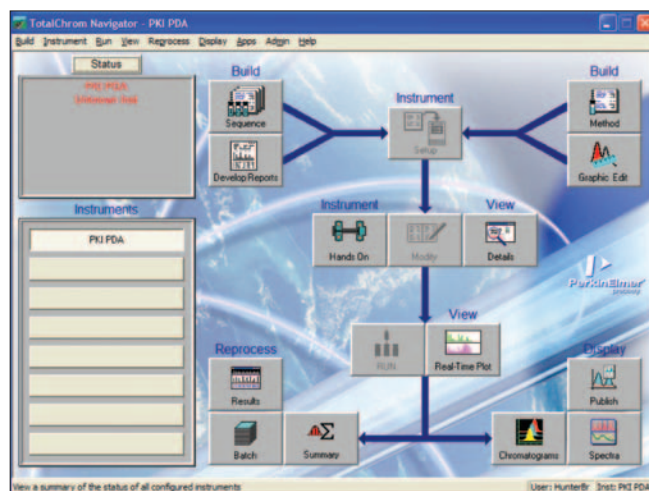 TotalChrom Navigator - PKI PDA
Build Instrument Run View Reprocess Display Apps Admin Help
Status
PKI PDA
Build
Sequence
Develop Reports
Instrument
Setup
Build
Method
Graphic Edit
Instruments
PKI PDA
Instrument
Hands On
Modify
View
Details
PerkinElmer
precisely
RUN
View
Real-Time Plot
Reprocess
Results
Batch
Summary
Display
Publish
Chromatograms
Spectra
View a summary of the status of all configured instruments
User: HunterBr Inst: PKI PDA